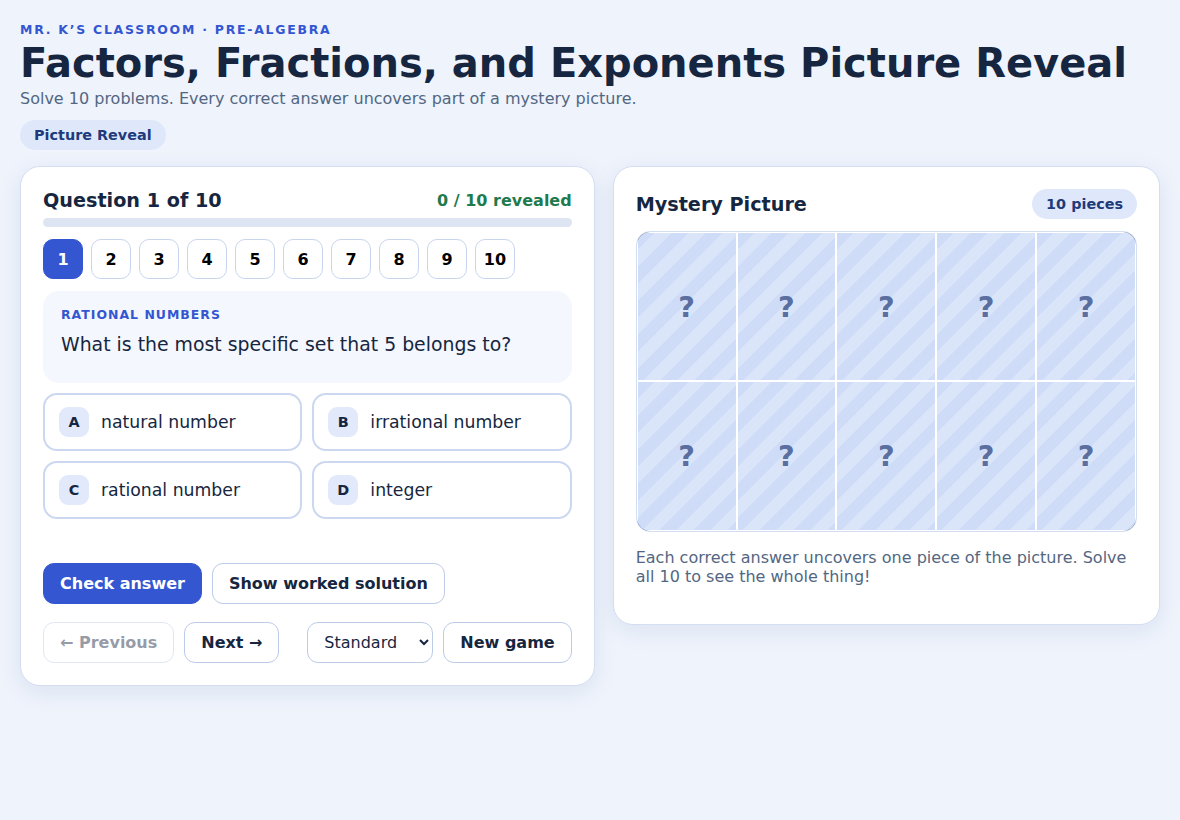 MR. K’S CLASSROOM · PRE-ALGEBRA
Factors, Fractions, and Exponents Picture Reveal
Solve 10 problems. Every correct answer uncovers part of a mystery picture.
Picture Reveal
Question 1 of 10
0 / 10 revealed
1 2 3 4 5 6 7 8 9 10
RATIONAL NUMBERS
What is the most specific set that 5 belongs to?
A natural number
B irrational number
C rational number
D integer
Check answer
Show worked solution
← Previous
Next →
Standard
New game
Mystery Picture
10 pieces
? ? ? ? ?
? ? ? ? ?
Each correct answer uncovers one piece of the picture. Solve
all 10 to see the whole thing!